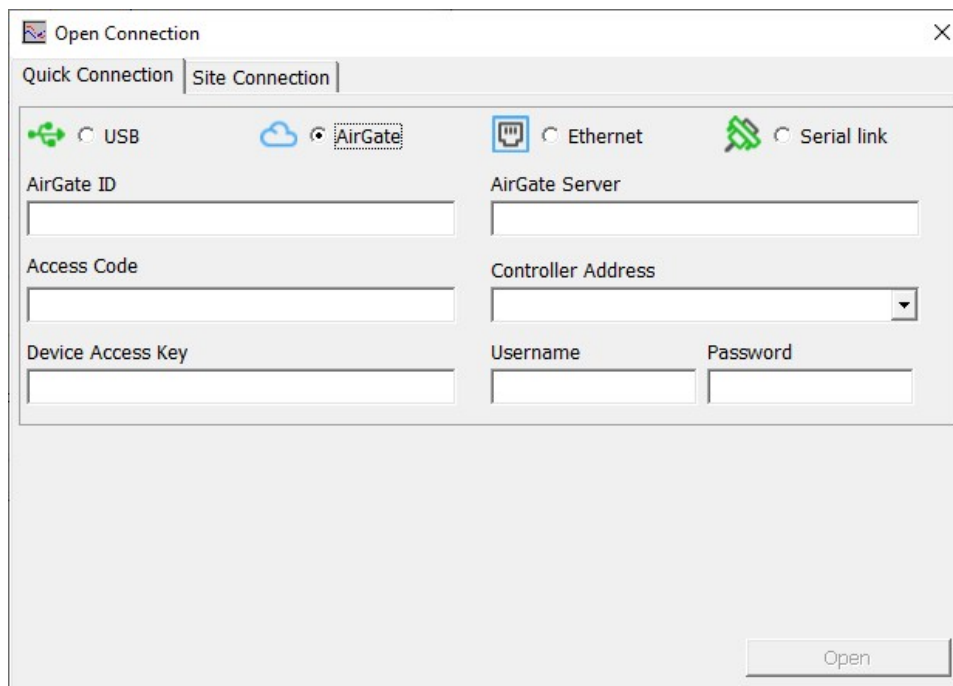 Open Connection
Quick Connection Site Connection
USB AirGate Ethernet Serial link
AirGate ID AirGate Server
Access Code Controller Address
Device Access Key Username Password
Open